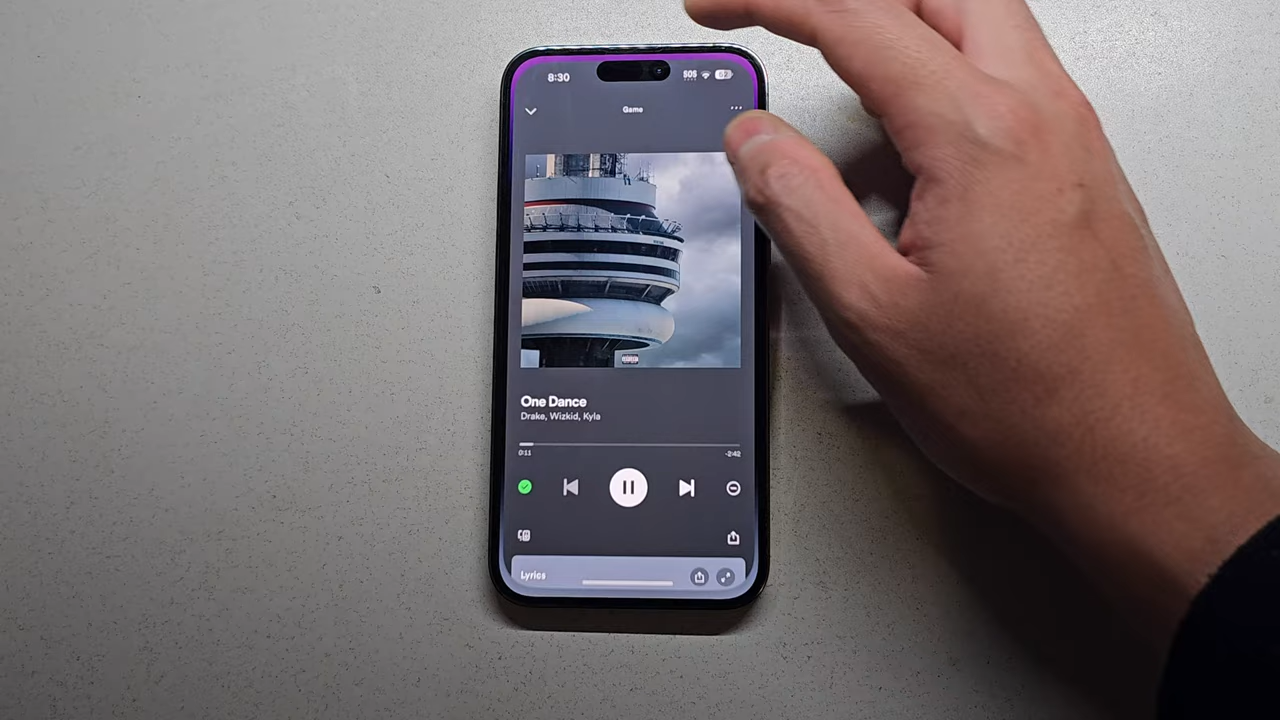 8:30
SOS
Game
One Dance
Drake, Wizkid, Kyla
0:11
-2:42
Lyrics